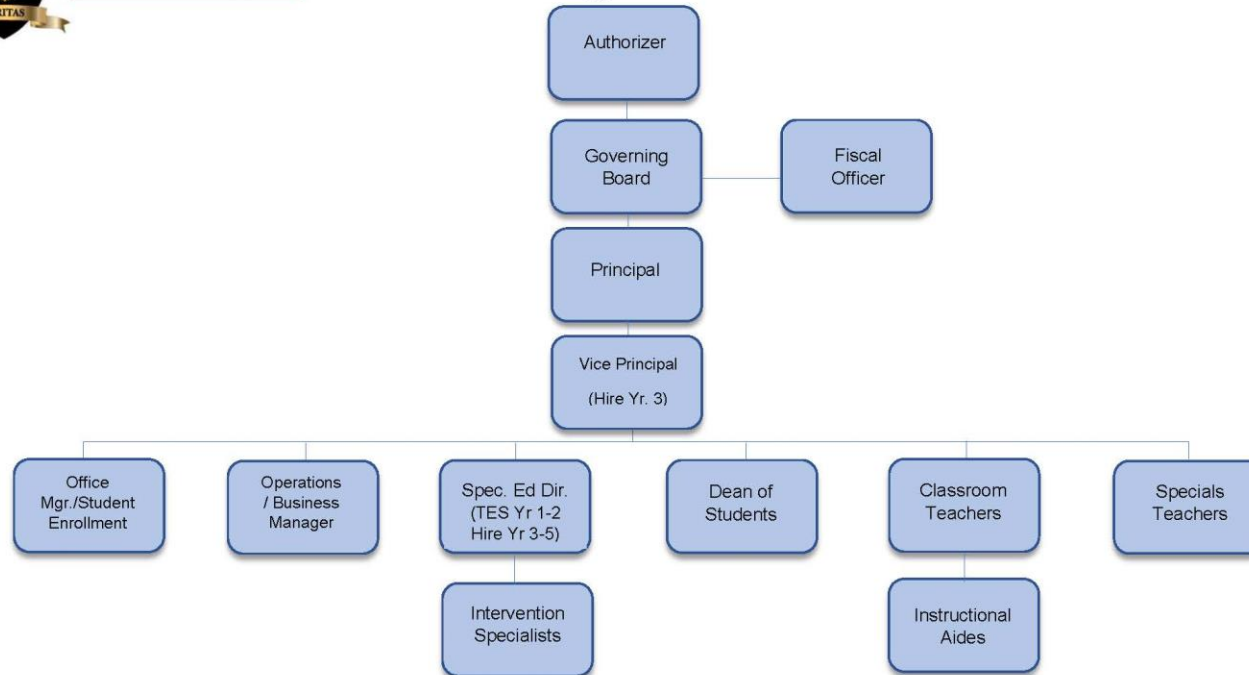 Authorizer
Governing
Board
Fiscal
Officer
Principal
Vice Principal
(Hire Yr. 3)
Office
Mgr./Student
Enrollment
Operations
/ Business
Manager
Spec. Ed Dir.
(TES Yr 1-2
Hire Yr 3-5)
Dean of
Students
Classroom
Teachers
Specials
Teachers
Intervention
Specialists
Instructional
Aides